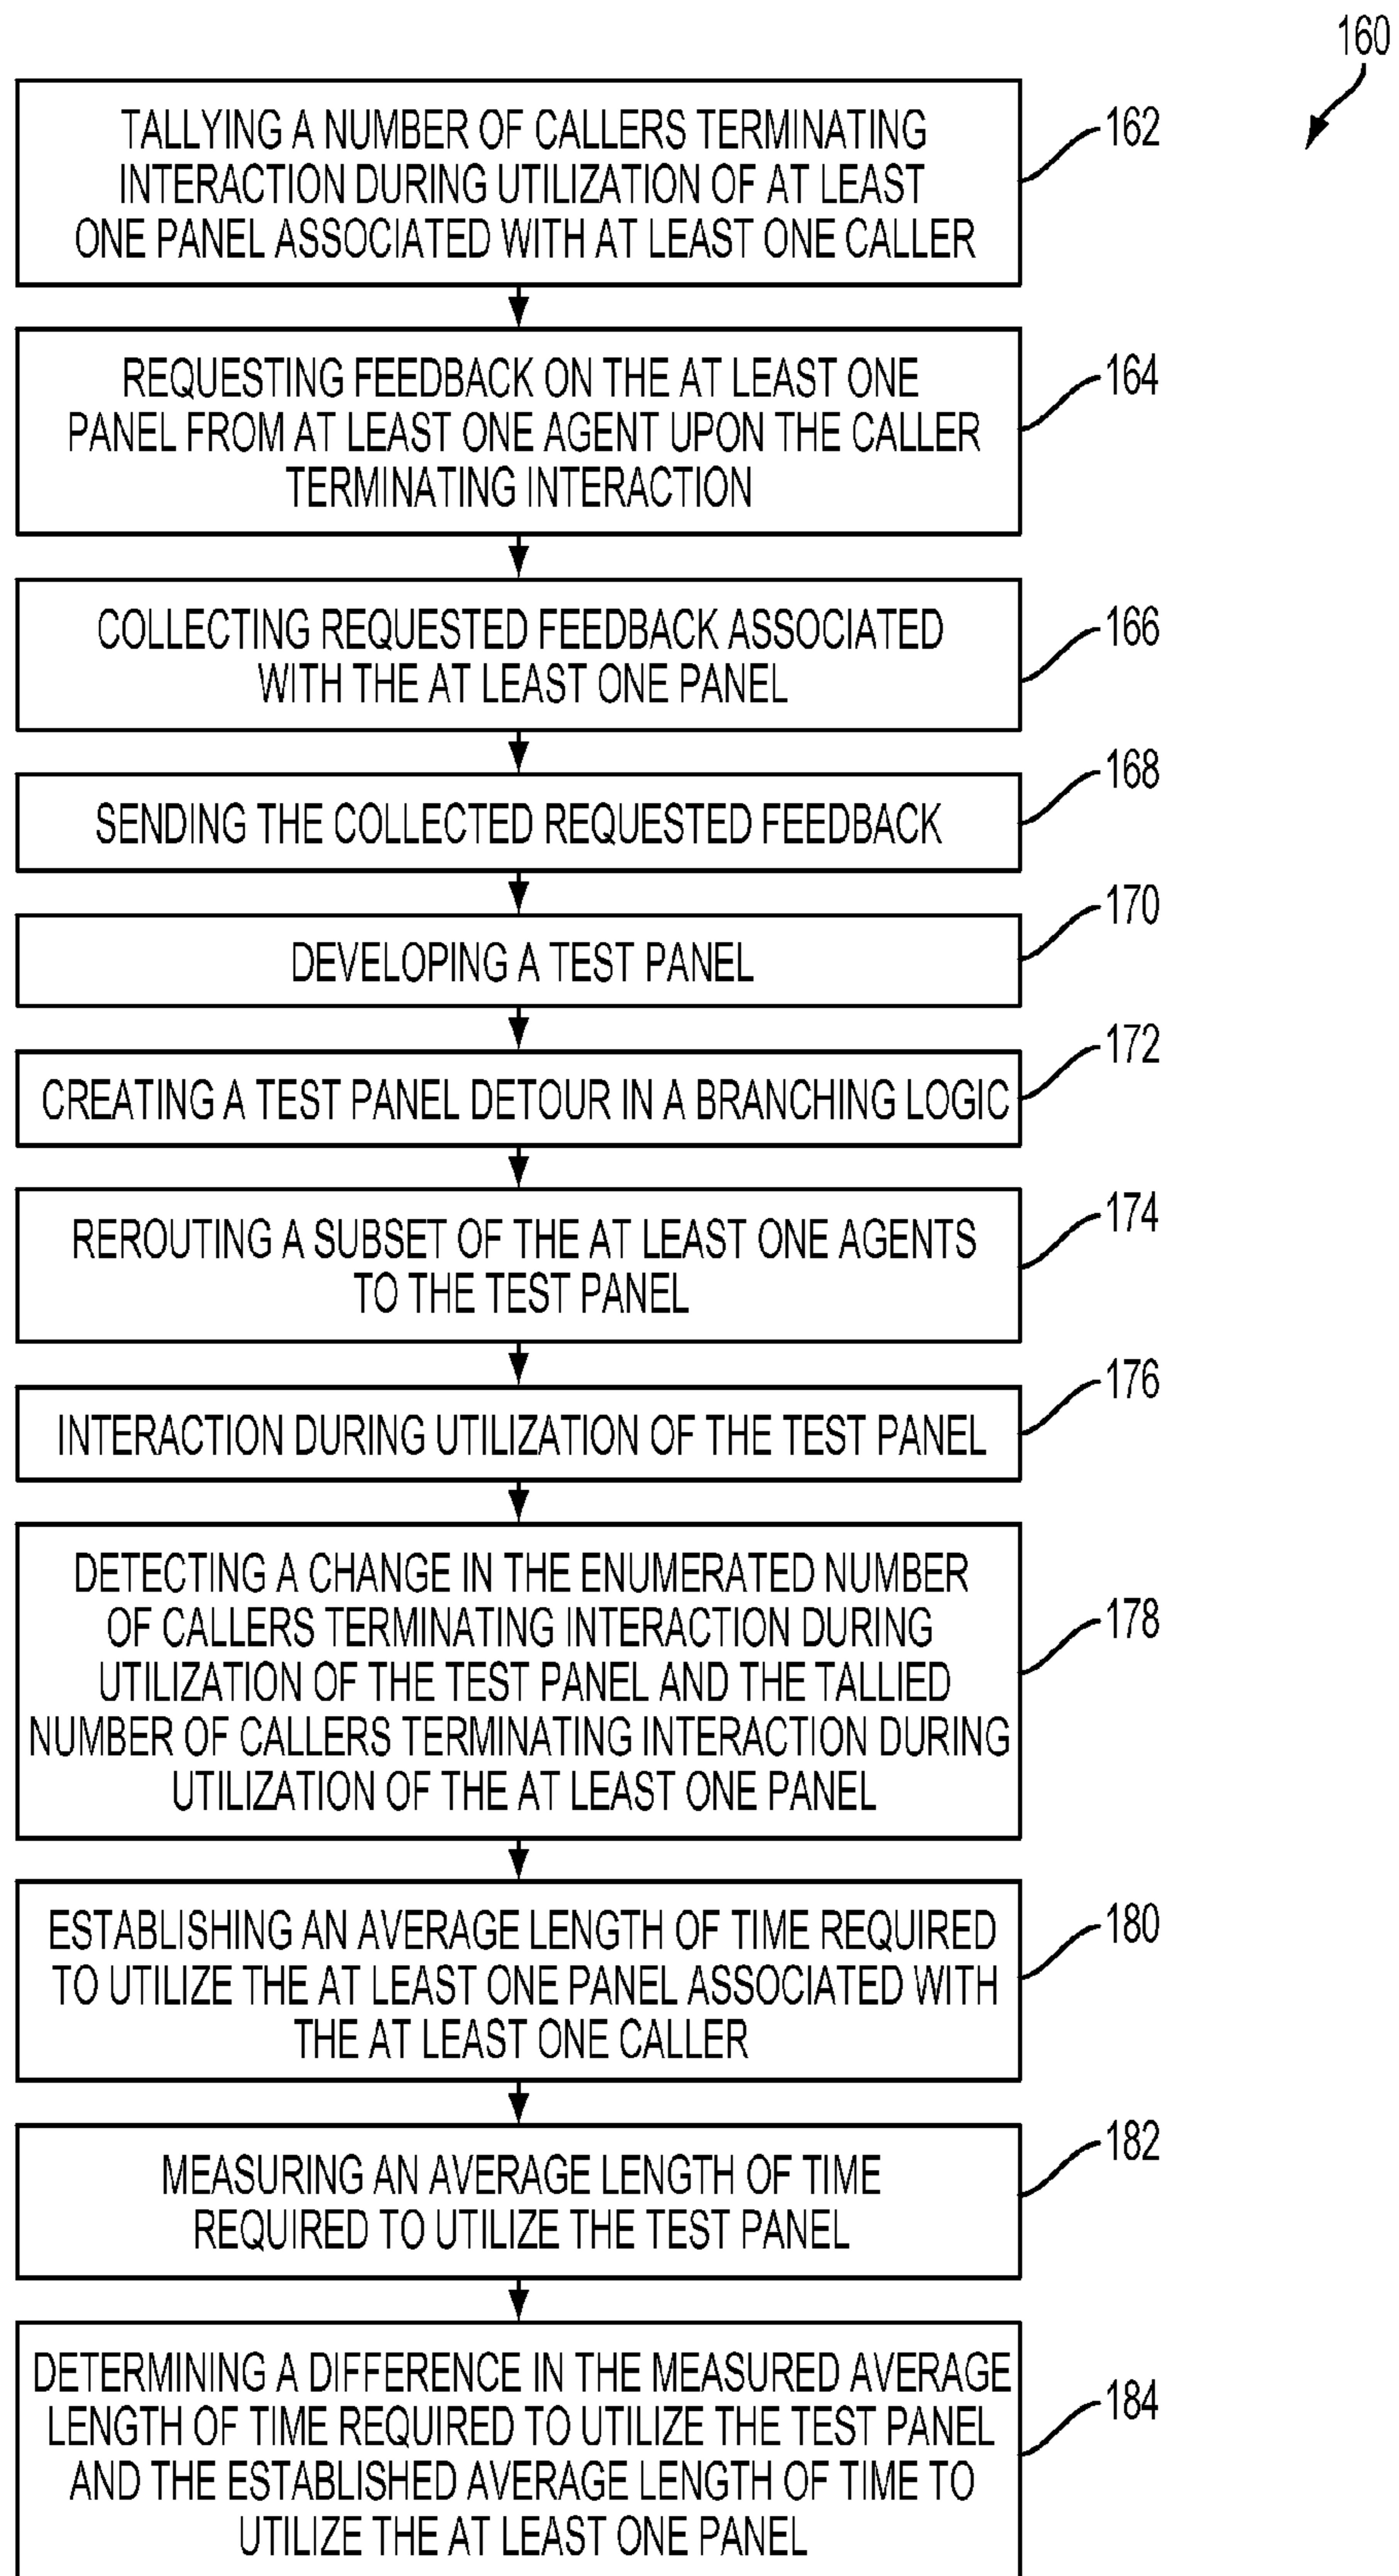 160
TALLYING A NUMBER OF CALLERS TERMINATING
INTERACTION DURING UTILIZATION OF AT LEAST
ONE PANEL ASSOCIATED WITH AT LEAST ONE CALLER
162
REQUESTING FEEDBACK ON THE AT LEAST ONE
PANEL FROM AT LEAST ONE AGENT UPON THE CALLER
TERMINATING INTERACTION
164
COLLECTING REQUESTED FEEDBACK ASSOCIATED
WITH THE AT LEAST ONE PANEL
166
SENDING THE COLLECTED REQUESTED FEEDBACK
168
DEVELOPING A TEST PANEL
170
CREATING A TEST PANEL DETOUR IN A BRANCHING LOGIC
172
REROUTING A SUBSET OF THE AT LEAST ONE AGENTS
TO THE TEST PANEL
174
INTERACTION DURING UTILIZATION OF THE TEST PANEL
176
DETECTING A CHANGE IN THE ENUMERATED NUMBER
OF CALLERS TERMINATING INTERACTION DURING
UTILIZATION OF THE TEST PANEL AND THE TALLIED
NUMBER OF CALLERS TERMINATING INTERACTION DURING
UTILIZATION OF THE AT LEAST ONE PANEL
178
ESTABLISHING AN AVERAGE LENGTH OF TIME REQUIRED
TO UTILIZE THE AT LEAST ONE PANEL ASSOCIATED WITH
THE AT LEAST ONE CALLER
180
MEASURING AN AVERAGE LENGTH OF TIME
REQUIRED TO UTILIZE THE TEST PANEL
182
DETERMINING A DIFFERENCE IN THE MEASURED AVERAGE
LENGTH OF TIME REQUIRED TO UTILIZE THE TEST PANEL
AND THE ESTABLISHED AVERAGE LENGTH OF TIME TO
UTILIZE THE AT LEAST ONE PANEL
184